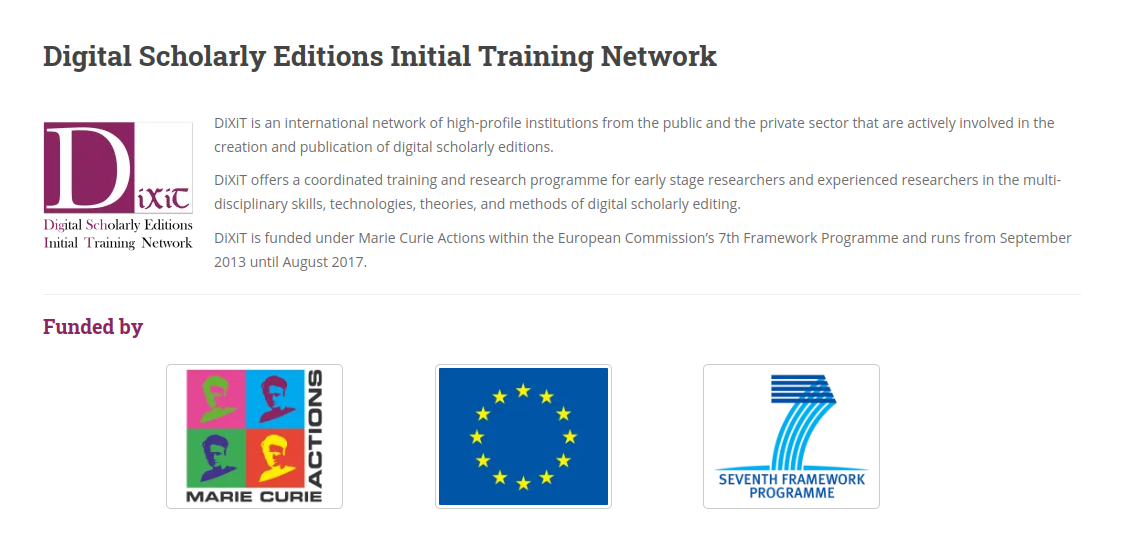 Digital Scholarly Editions Initial Training Network
DiXiT
Digital Scholarly Editions
Initial Training Network
DiXiT is an international network of high-profile institutions from the public and the private sector that are actively involved in the
creation and publication of digital scholarly editions.
DiXiT offers a coordinated training and research programme for early stage researchers and experienced researchers in the multi-
disciplinary skills, technologies, theories, and methods of digital scholarly editing.
DiXiT is funded under Marie Curie Actions within the European Commission’s 7th Framework Programme and runs from September
2013 until August 2017.
Funded by
MARIE CURIE
ACTIONS
7
SEVENTH FRAMEWORK
PROGRAMME